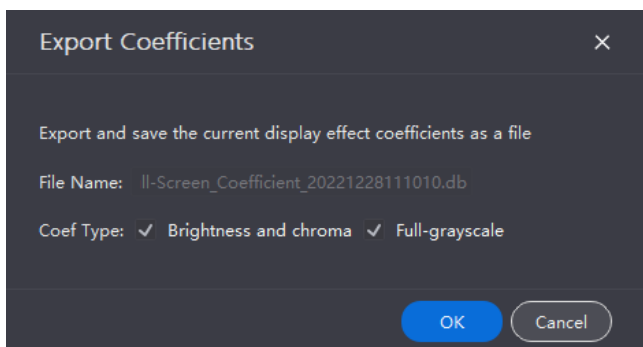 Export Coefficients
Export and save the current display effect coefficients as a file
File Name: ll-Screen_Coefficient_20221228111010.db
Coef Type: Brightness and chroma Full-grayscale
OK Cancel